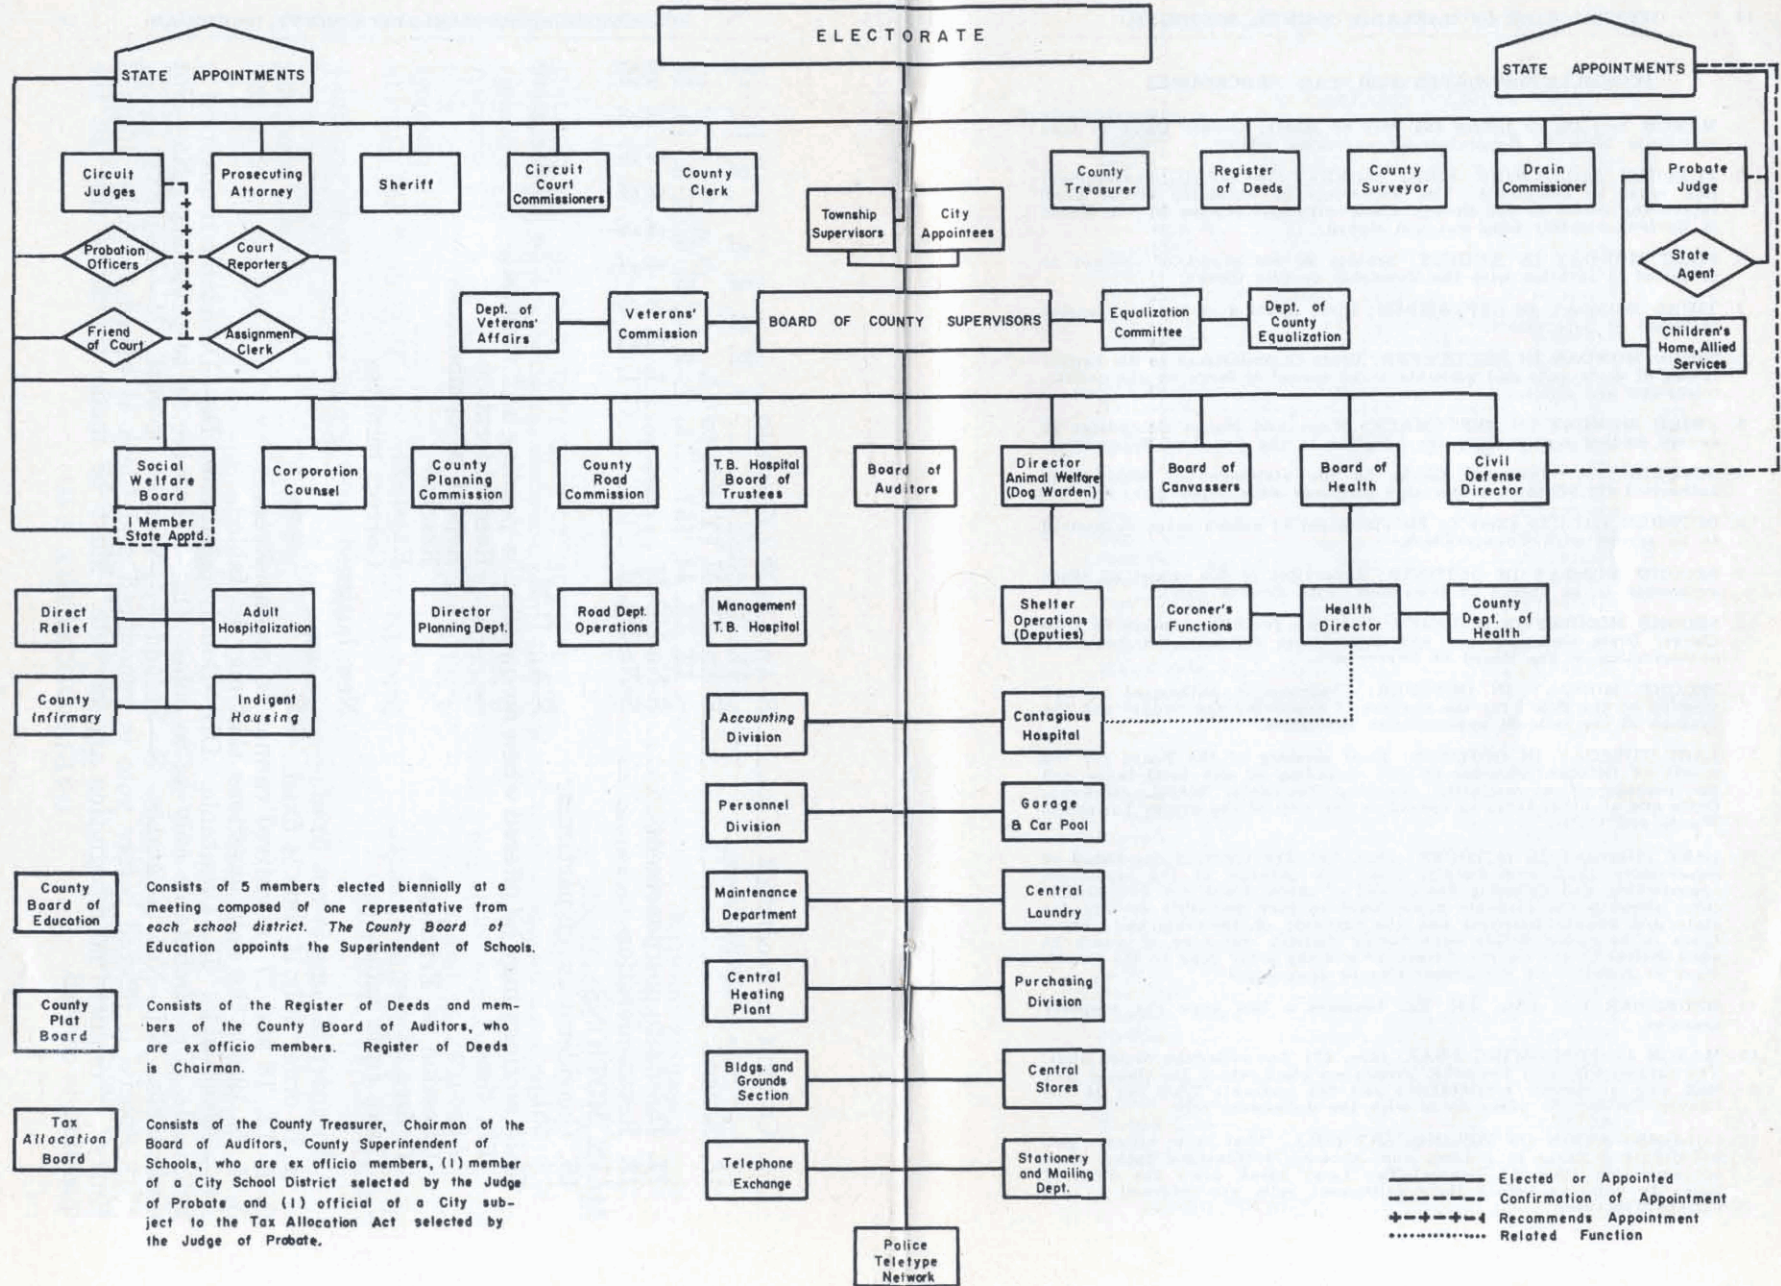 ELECTORATE
STATE APPOINTMENTS
STATE APPOINTMENTS
Circuit
Judges
Prosecuting
Attorney
Sheriff
Circuit
Court
Commissioners
County
Clerk
County
Treasurer
Register
of Deeds
County
Surveyor
Drain
Commissioner
Probate
Judge
Township
Supervisors
City
Appointees
Probation
Officers
Court
Reporters
State
Agent
Friend
of Court
Assignment
Clerk
Dept. of
Veterans'
Affairs
Veterans'
Commission
BOARD OF COUNTY SUPERVISORS
Equalization
Committee
Dept. of
County
Equalization
Children's
Home, Allied
Services
Social
Welfare
Board
1 Member
State Apptd.
Corporation
Counsel
County
Planning
Commission
County
Road
Commission
T.B. Hospital
Board of
Trustees
Board of
Auditors
Director
Animal Welfare
(Dog Warden)
Board of
Canvassers
Board of
Health
Civil
Defense
Director
Direct
Relief
Adult
Hospitalization
Director
Planning Dept.
Road Dept.
Operations
Management
T.B. Hospital
Shelter
Operations
(Deputies)
Coroner's
Functions
Health
Director
County
Dept. of
Health
County
Infirmary
Indigent
Housing
Accounting
Division
Contagious
Hospital
Personnel
Division
Garage
& Car Pool
Maintenance
Department
Central
Laundry
Central
Heating
Plant
Purchasing
Division
Bldgs. and
Grounds
Section
Central
Stores
Telephone
Exchange
Stationery
and Mailing
Dept.
Police
Teletype
Network
County
Board of
Education
Consists of 5 members elected biennially at a
meeting composed of one representative from
each school district. The County Board of
Education appoints the Superintendent of Schools.
County
Plat
Board
Consists of the Register of Deeds and mem-
bers of the County Board of Auditors, who
are ex officio members. Register of Deeds
is Chairman.
Tax
Allocation
Board
Consists of the County Treasurer, Chairman of the
Board of Auditors, County Superintendent of
Schools, who are ex officio members, (1) member
of a City School District selected by the Judge
of Probate and (1) official of a City sub-
ject to the Tax Allocation Act selected by
the Judge of Probate.
Elected or Appointed
Confirmation of Appointment
Recommends Appointment
Related Function